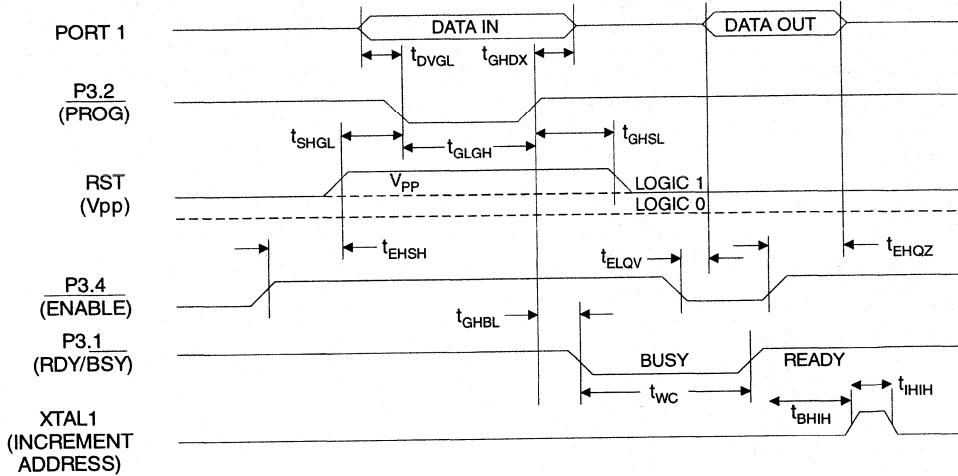 PORT 1
DATA IN
DATA OUT
tDVGL
tGHDX
P3.2
(PROG)
tSHGL
tGLGH
tGHSL
RST
(Vpp)
VPP
LOGIC 1
LOGIC 0
tEHSH
tELQV
tEHQZ
P3.4
(ENABLE)
tGHBL
P3.1
(RDY/BSY)
BUSY
READY
tWC
tIHIH
tBHIH
XTAL1
(INCREMENT
ADDRESS)